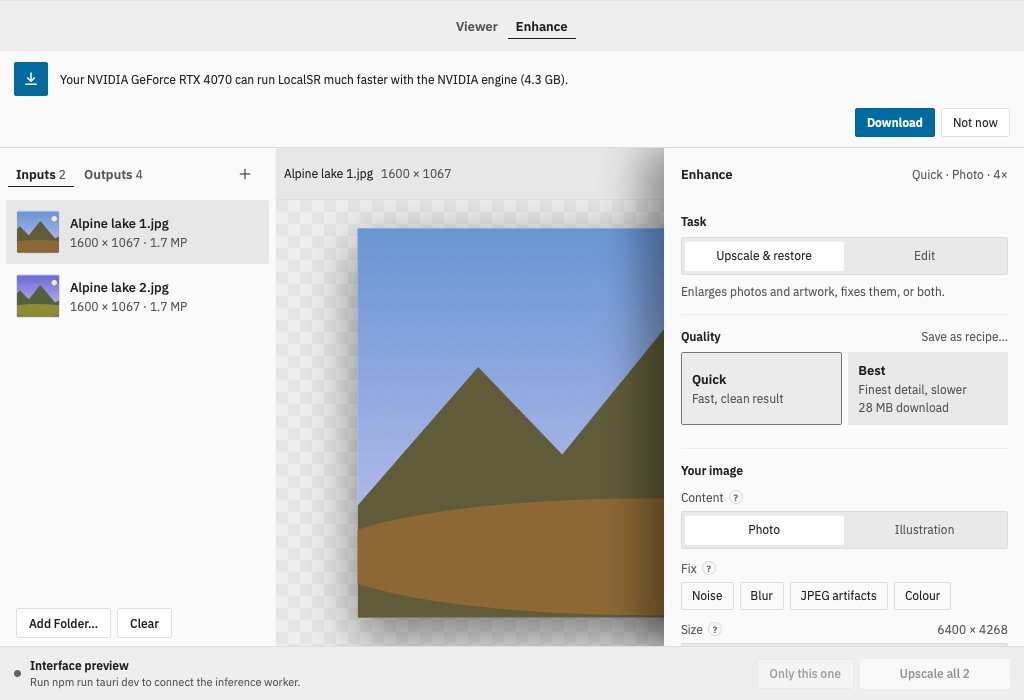 Viewer Enhance
Your NVIDIA GeForce RTX 4070 can run LocalSR much faster with the NVIDIA engine (4.3 GB).
Download Not now
Inputs 2 Outputs 4 +
Alpine lake 1.jpg
1600 × 1067 · 1.7 MP
Alpine lake 2.jpg
1600 × 1067 · 1.7 MP
Add Folder... Clear
Alpine lake 1.jpg 1600 × 1067
Enhance Quick · Photo · 4×
Task
Upscale & restore Edit
Enlarges photos and artwork, fixes them, or both.
Quality Save as recipe...
Quick
Fast, clean result
Best
Finest detail, slower
28 MB download
Your image
Content ?
Photo Illustration
Fix ?
Noise Blur JPEG artifacts Colour
Size ? 6400 × 4268
Interface preview
Run npm run tauri dev to connect the inference worker.
Only this one Upscale all 2